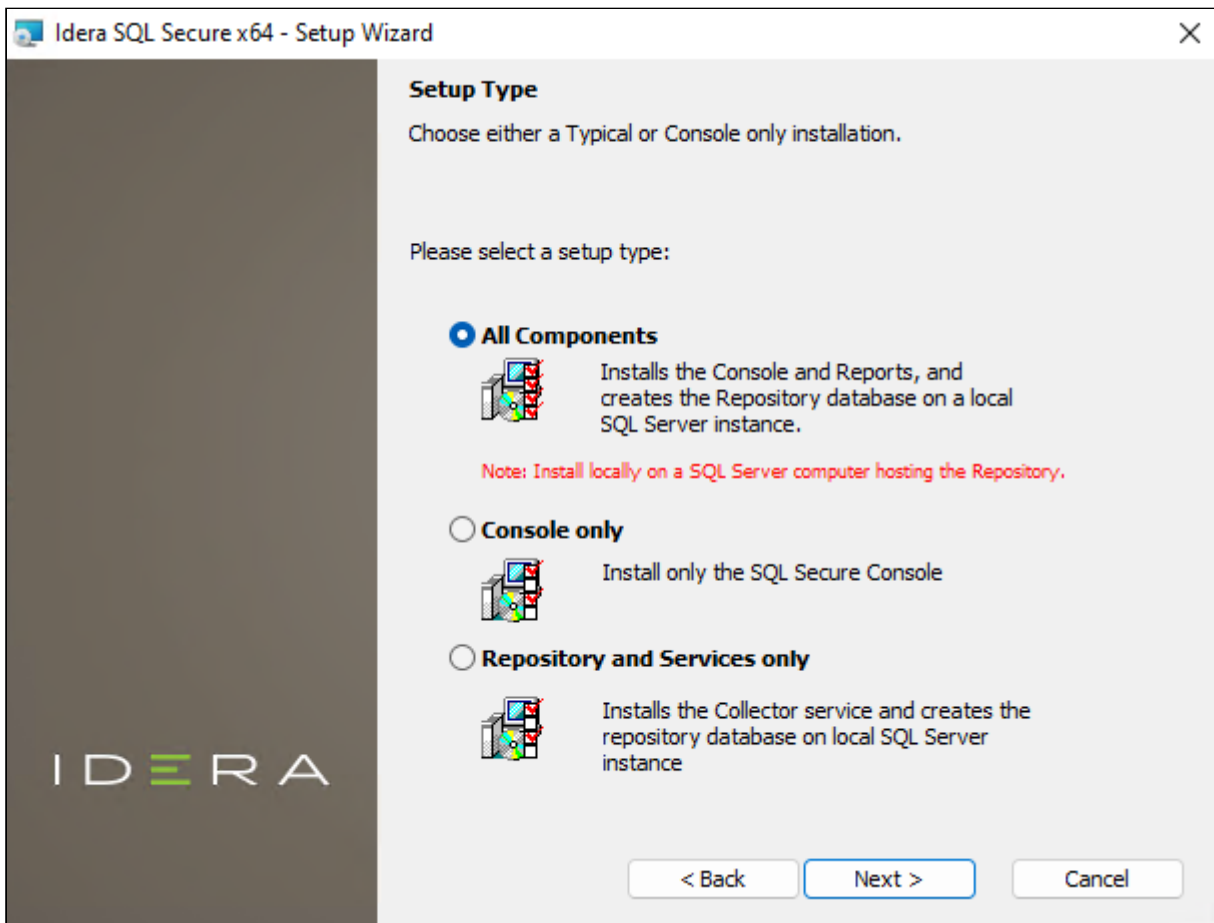 Idera SQL Secure x64 - Setup Wizard
Setup Type
Choose either a Typical or Console only installation.
Please select a setup type:
All Components
Installs the Console and Reports, and
creates the Repository database on a local
SQL Server instance.
Note: Install locally on a SQL Server computer hosting the Repository.
Console only
Install only the SQL Secure Console
Repository and Services only
Installs the Collector service and creates the
repository database on local SQL Server
instance
IDERA
< Back
Next >
Cancel